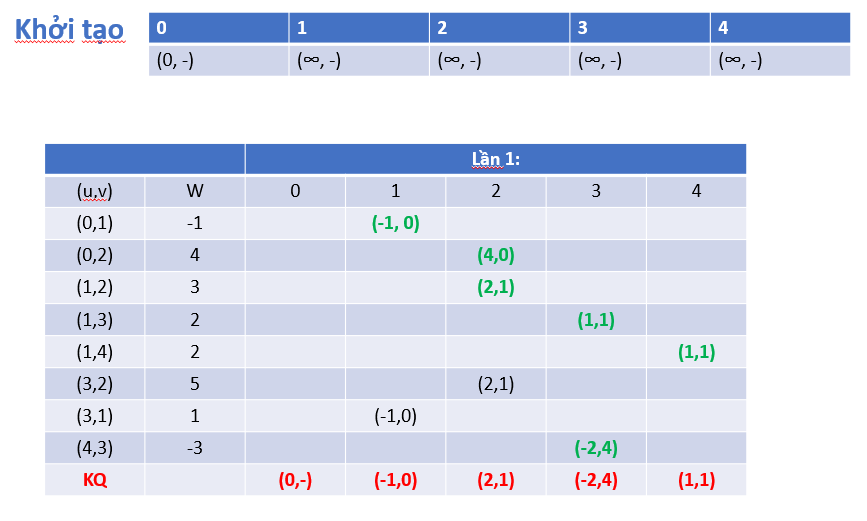 Khởi tạo
0 1 2 3 4
(0, -) (∞, -) (∞, -) (∞, -) (∞, -)
Lần 1:
(u,v) W 0 1 2 3 4
(0,1) -1 (-1, 0)
(0,2) 4 (4,0)
(1,2) 3 (2,1)
(1,3) 2 (1,1)
(1,4) 2 (1,1)
(3,2) 5 (2,1)
(3,1) 1 (-1,0)
(4,3) -3 (-2,4)
KQ (0,-) (-1,0) (2,1) (-2,4) (1,1)